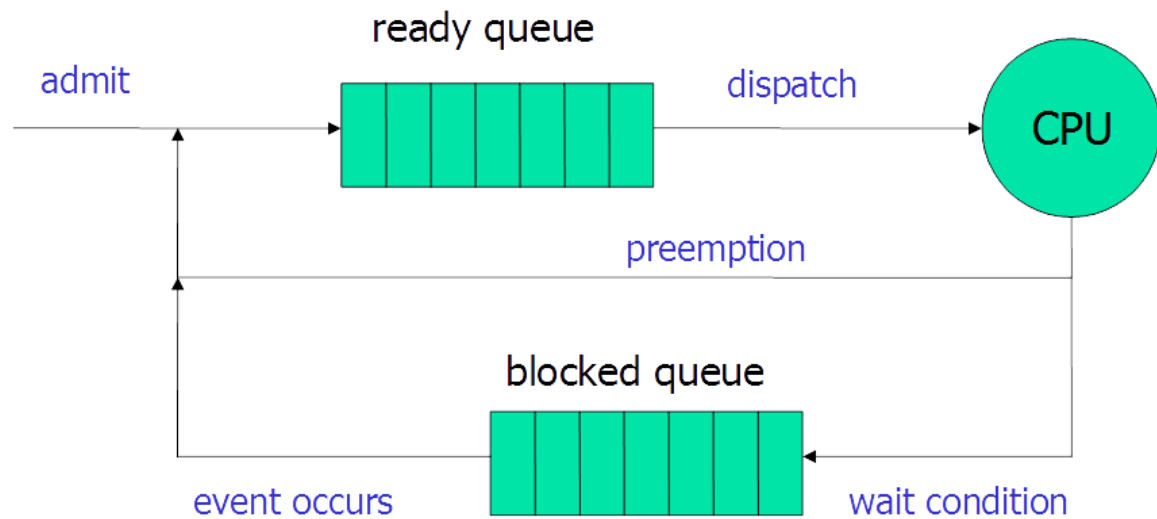 ready queue
admit
dispatch
CPU
preemption
blocked queue
event occurs
wait condition